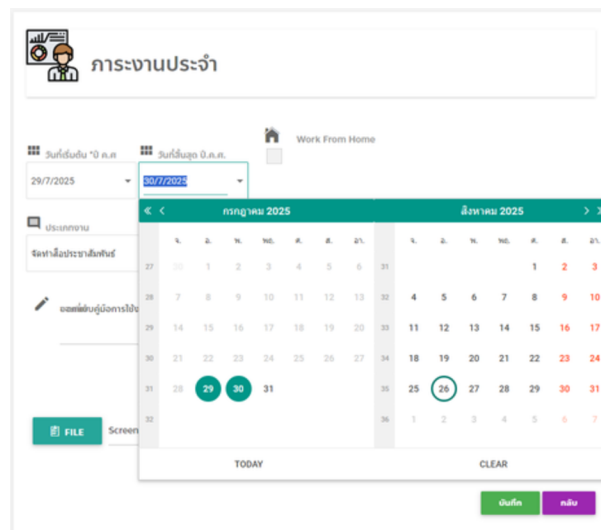 ภาระงานประจำ
Work From Home
วันที่เริ่มต้น *ปี ค.ศ
วันที่สิ้นสุด ปี.ค.ศ.
29/7/2025
30/7/2025
ประเภทงาน
จัดทำสื่อประชาสัมพันธ์
กรกฎาคม 2025
จ. อ. พ. พฤ. ศ. ส. อา.
27 30 1 2 3 4 5 6
28 7 8 9 10 11 12 13
29 14 15 16 17 18 19 20
30 21 22 23 24 25 26 27
31 28 29 30 31
32
สิงหาคม 2025
จ. อ. พ. พฤ. ศ. ส. อา.
31 1 2 3
32 4 5 6 7 8 9 10
33 11 12 13 14 15 16 17
34 18 19 20 21 22 23 24
35 25 26 27 28 29 30 31
36 1 2 3 4 5 6 7
TODAY
CLEAR
FILE
Screen
บันทึก
กลับ